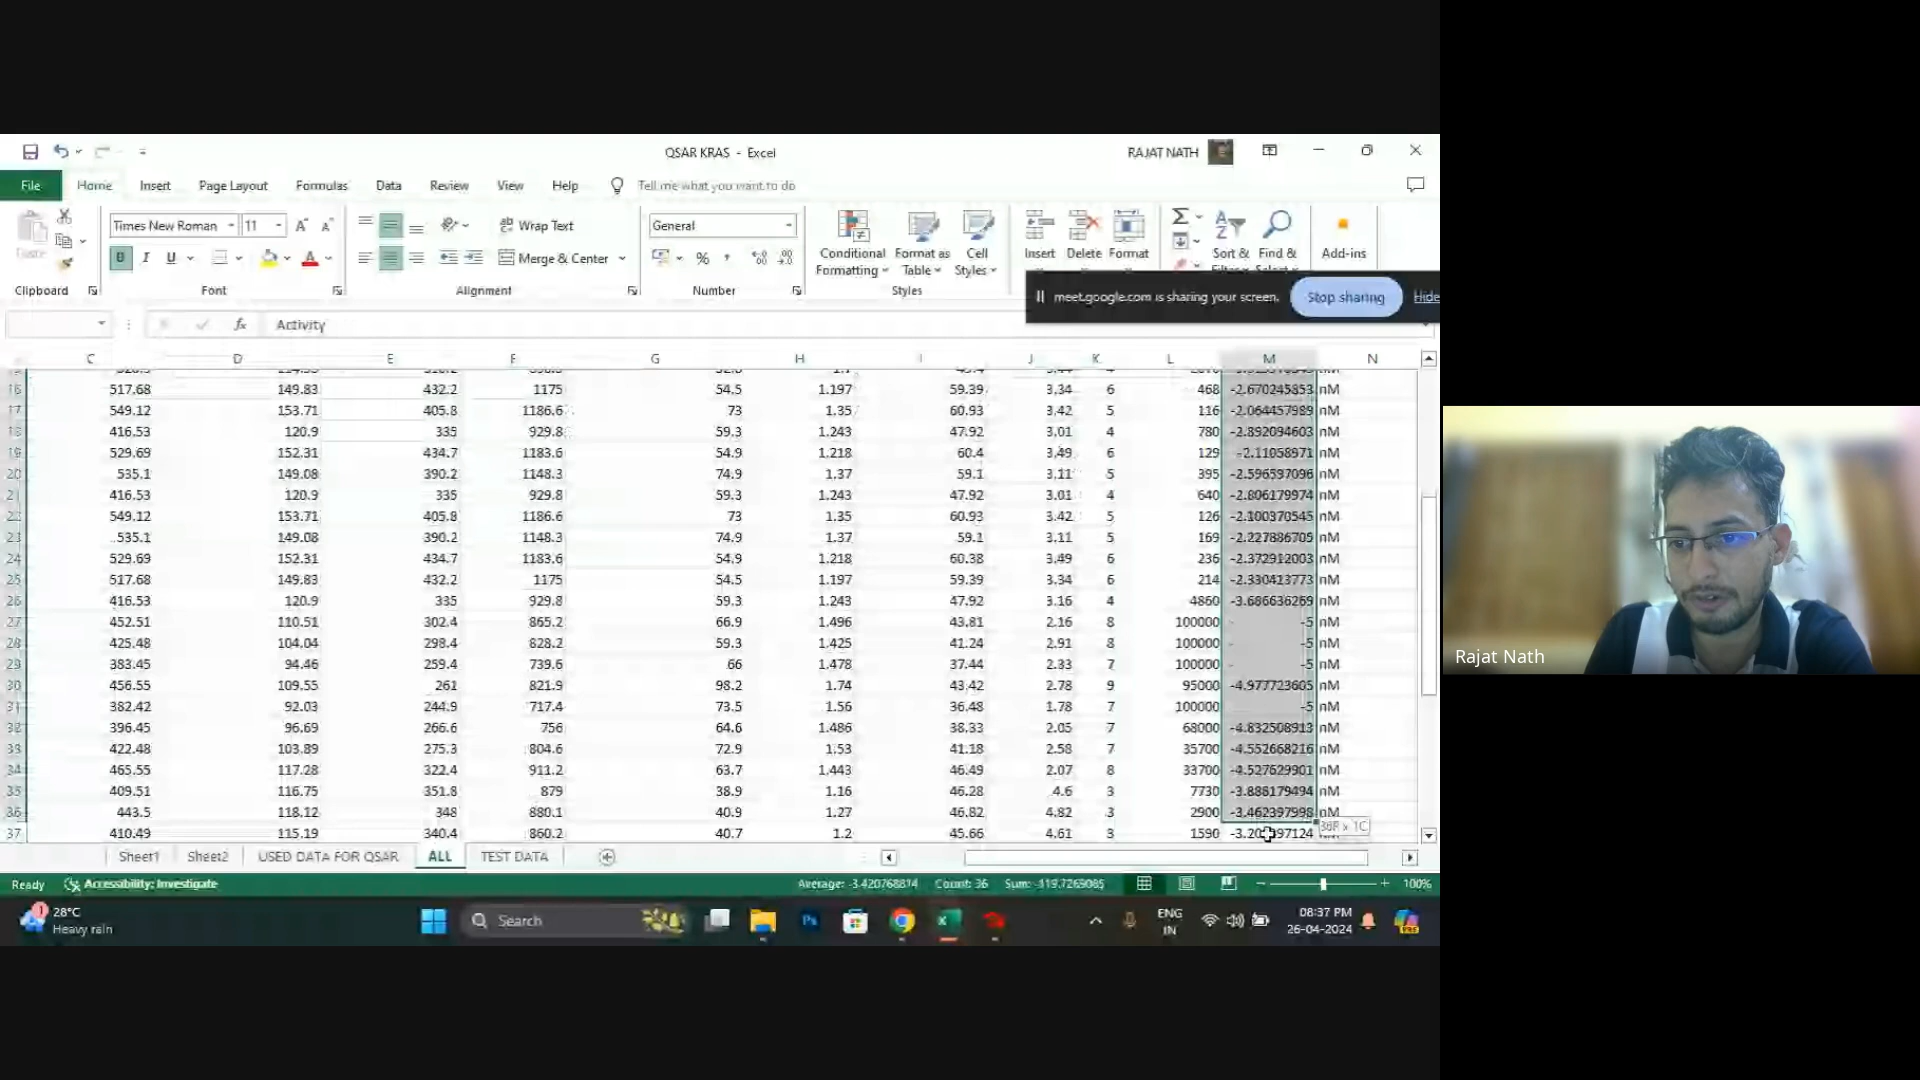 QSAR KRAS - Excel
RAJAT NATH
File Home Insert Page Layout Formulas Data Review View Help Tell me what you want to do
Times New Roman 11 Wrap Text General
Paste B I U Merge & Center % Conditional Formatting Format as Table Cell Styles Insert Delete Format Sort & Find & Add-ins
Clipboard Font Alignment Number Styles
meet.google.com is sharing your screen. Stop sharing Hide
fx Activity
C D E F G H I J K L M N
16 517.68 149.83 432.2 1175 54.5 1.197 59.39 3.34 6 468 -2.670245853 nM
17 549.12 153.71 405.8 1186.6 73 1.35 60.93 3.42 5 116 -2.064457989 nM
18 416.53 120.9 335 929.8 59.3 1.243 47.92 3.01 4 780 -2.892094603 nM
19 529.69 152.31 434.7 1183.6 54.9 1.218 60.4 3.49 6 129 -2.11058971 nM
20 535.1 149.08 390.2 1148.3 74.9 1.37 59.1 3.11 5 395 -2.596597096 nM
21 416.53 120.9 335 929.8 59.3 1.243 47.92 3.01 4 640 -2.806179974 nM
22 549.12 153.71 405.8 1186.6 73 1.35 60.93 3.42 5 126 -2.100370545 nM
23 535.1 149.08 390.2 1148.3 74.9 1.37 59.1 3.11 5 169 -2.227886705 nM
24 529.69 152.31 434.7 1183.6 54.9 1.218 60.38 3.49 6 236 -2.372912003 nM
25 517.68 149.83 432.2 1175 54.5 1.197 59.39 3.34 6 214 -2.330413773 nM
26 416.53 120.9 335 929.8 59.3 1.243 47.92 3.16 4 4860 -3.686636269 nM
27 452.51 110.51 302.4 865.2 66.9 1.496 43.81 2.16 8 100000 -5 nM
28 425.48 104.04 298.4 828.2 59.3 1.425 41.24 2.91 8 100000 -5 nM
29 383.45 94.46 259.4 739.6 66 1.478 37.44 2.33 7 100000 -5 nM
30 456.55 109.55 261 821.9 98.2 1.74 43.42 2.78 9 95000 -4.977723605 nM
31 382.42 92.03 244.9 717.4 73.5 1.56 36.48 1.78 7 100000 -5 nM
32 396.45 96.69 266.6 756 64.6 1.486 38.33 2.05 7 68000 -4.832508913 nM
33 422.48 103.89 275.3 804.6 72.9 1.53 41.18 2.58 7 35700 -4.552668216 nM
34 465.55 117.28 322.4 911.2 63.7 1.443 46.49 2.07 8 33700 -4.527629901 nM
35 409.51 116.75 351.8 879 38.9 1.16 46.28 4.6 3 7730 -3.888179494 nM
36 443.5 118.12 348 880.1 40.9 1.27 46.82 4.82 3 2900 -3.462397998 nM
37 410.49 115.19 340.4 860.2 40.7 1.2 45.66 4.61 3 1590
Sheet1 Sheet2 USED DATA FOR QSAR ALL TEST DATA
Ready Accessibility: Investigate Average: -3.420768814 Count: 36 Sum: -119.7269085 100%
28°C
Heavy rain
Search
ENG
IN
08:37 PM
26-04-2024
Rajat Nath